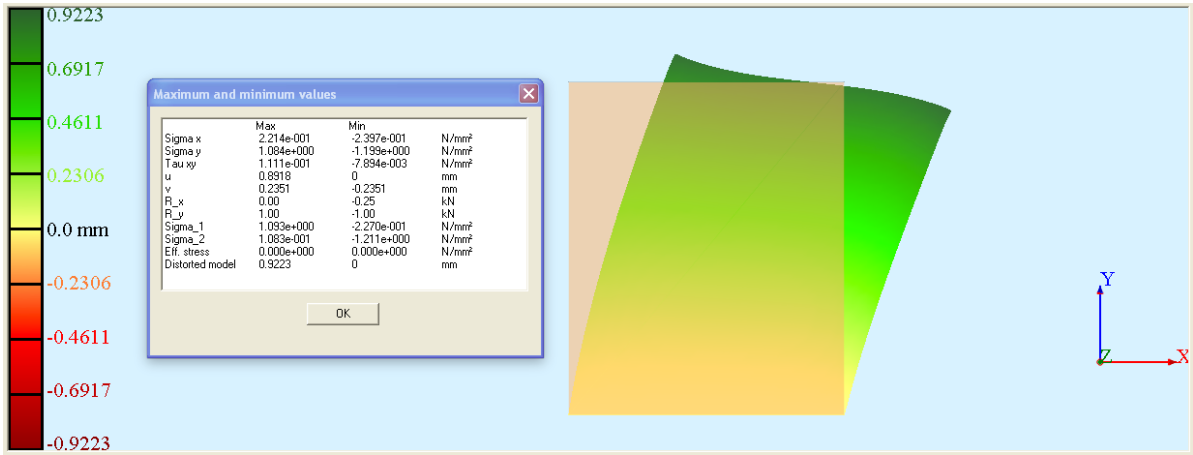 0.9223
0.6917
0.4611
0.2306
0.0 mm
-0.2306
-0.4611
-0.6917
-0.9223
Maximum and minimum values
Max Min
Sigma x 2.214e-001 -2.397e-001 N/mm²
Sigma y 1.084e+000 -1.199e+000 N/mm²
Tau xy 1.111e-001 -7.894e-003 N/mm²
u 0.8918 0 mm
v 0.2351 -0.2351 mm
R_x 0.00 -0.25 kN
R_y 1.00 -1.00 kN
Sigma_1 1.093e+000 -2.270e-001 N/mm²
Sigma_2 1.083e-001 -1.211e+000 N/mm²
Eff. stress 0.000e+000 0.000e+000 N/mm²
Distorted model 0.9223 0 mm
OK
Y
Z X